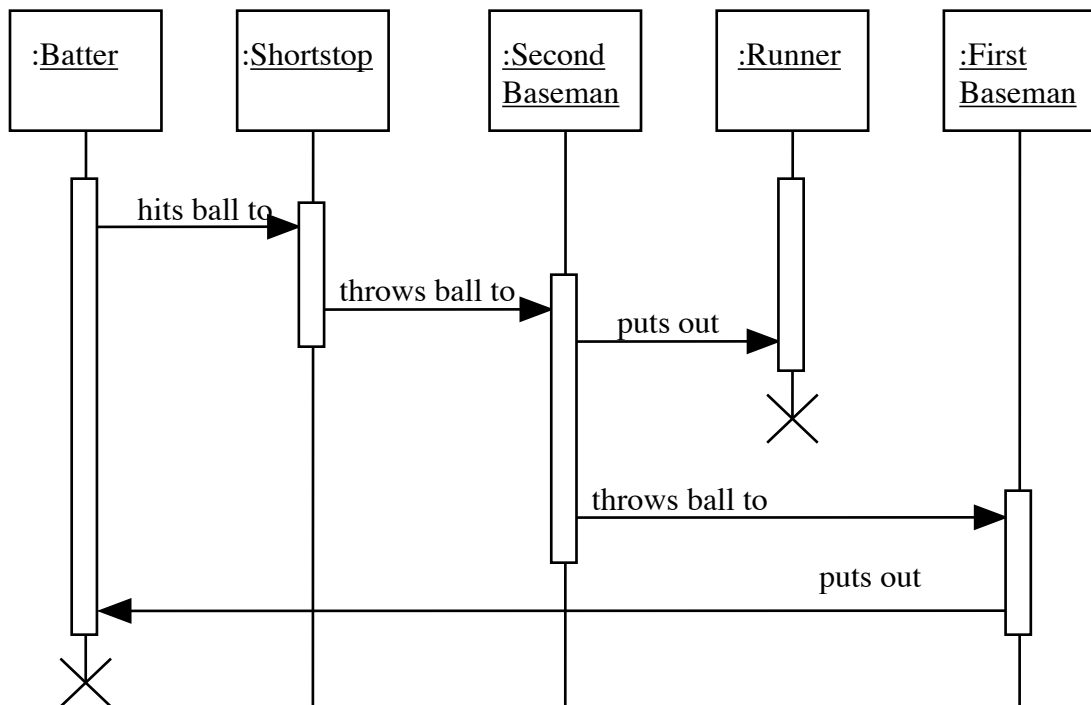 :Batter
:Shortstop
:Second
Baseman
:Runner
:First
Baseman
hits ball to
throws ball to
puts out
throws ball to
puts out